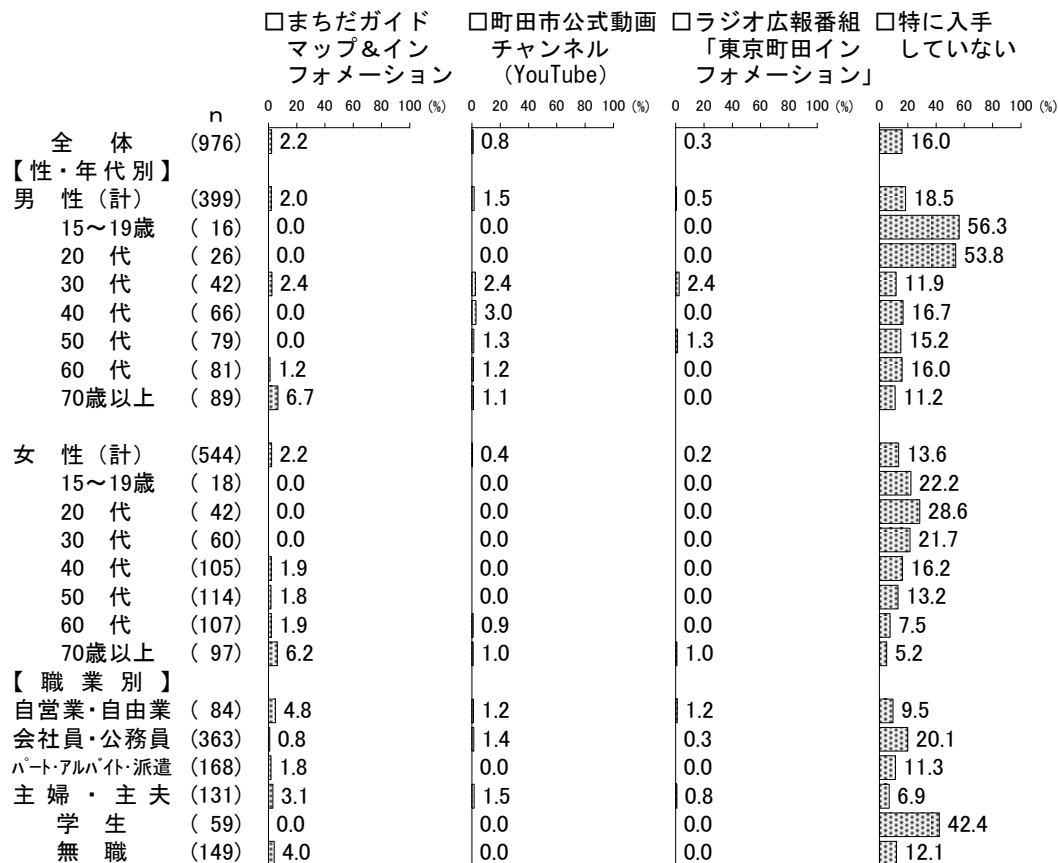 □まちだガイド □町田市公式動画 □ラジオ広報番組 □特に入手
マップ＆イン チャンネル 「東京町田イン していない
フォメーション （YouTube） フォメーション」
0 20 40 60 80 100 (%) 0 20 40 60 80 100 (%) 0 20 40 60 80 100 (%) 0 20 40 60 80 100 (%)
n
全 体 (976) 2.2 0.8 0.3 16.0
【性・年代別】
男 性（計） (399) 2.0 1.5 0.5 18.5
15～19歳 ( 16) 0.0 0.0 0.0 56.3
20 代 ( 26) 0.0 0.0 0.0 53.8
30 代 ( 42) 2.4 2.4 2.4 11.9
40 代 ( 66) 0.0 3.0 0.0 16.7
50 代 ( 79) 0.0 1.3 1.3 15.2
60 代 ( 81) 1.2 1.2 0.0 16.0
70歳以上 ( 89) 6.7 1.1 0.0 11.2
女 性（計） (544) 2.2 0.4 0.2 13.6
15～19歳 ( 18) 0.0 0.0 0.0 22.2
20 代 ( 42) 0.0 0.0 0.0 28.6
30 代 ( 60) 0.0 0.0 0.0 21.7
40 代 (105) 1.9 0.0 0.0 16.2
50 代 (114) 1.8 0.0 0.0 13.2
60 代 (107) 1.9 0.9 0.0 7.5
70歳以上 ( 97) 6.2 1.0 1.0 5.2
【 職 業 別 】
自営業・自由業 ( 84) 4.8 1.2 1.2 9.5
会社員・公務員 (363) 0.8 1.4 0.3 20.1
ﾊﾟｰﾄ・ｱﾙﾊﾞｲﾄ・派遣 (168) 1.8 0.0 0.0 11.3
主 婦 ・ 主 夫 (131) 3.1 1.5 0.8 6.9
学 生 ( 59) 0.0 0.0 0.0 42.4
無 職 (149) 4.0 0.0 0.0 12.1